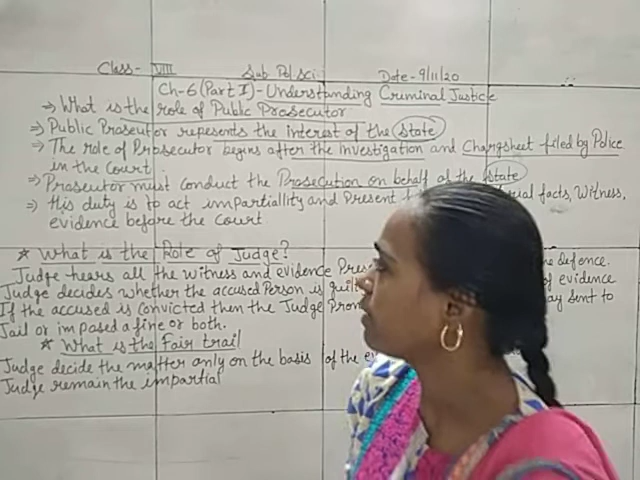 Class- VIII Sub Pol.Sci Date-9/11/20
Ch-6 (Part I)-Understanding Criminal Justice
⇒ What is the role of Public Prosecutor
⇒ Public Proseutor repesents the interest of the state
⇒ The role of Prosecutor begins after the investigation and Chargsheet filed by Police
in the court
⇒ Prosecutor must conduct the Prosecution on behalf of the state
⇒ His duty is to act impartiallity and Present facts, Witness,
evidence before the Court
★ What is the Role of Judge?
Judge hears all the witness and evidence defence.
Judge decides whether the accused Person is of evidence
If the accused is convicted then the Judge sent to
Jail or imposed a fine or both.
★ What is the Fair trail
Judge decide the matter only on the basis of the
Judge remain the impartial